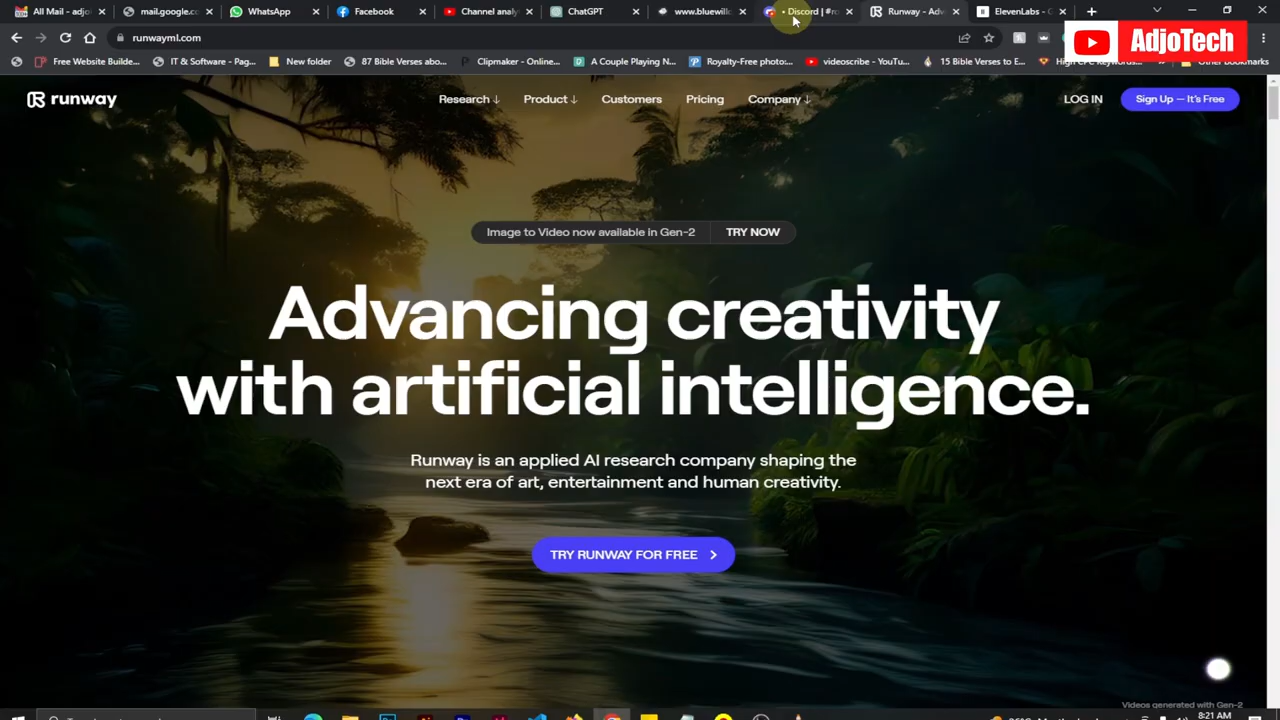 All Mail - adjo
mail.google.cc
WhatsApp
Facebook
Channel analy
ChatGPT
www.bluewill
• Discord | #ro
Runway - Adv
ElevenLabs - G
runwayml.com
AdjoTech
Free Website Builde...
IT & Software - Pag...
New folder
87 Bible Verses abo...
Clipmaker - Online...
A Couple Playing N...
Royalty-Free photo:...
videoscribe - YouTu...
15 Bible Verses to E...
Other bookmarks
runway
Research ↓
Product ↓
Customers
Pricing
Company ↓
LOG IN
Sign Up — It's Free
Image to Video now available in Gen-2
TRY NOW
Advancing creativity
with artificial intelligence.
Runway is an applied AI research company shaping the
next era of art, entertainment and human creativity.
TRY RUNWAY FOR FREE
Videos generated with Gen-2
8:21 AM